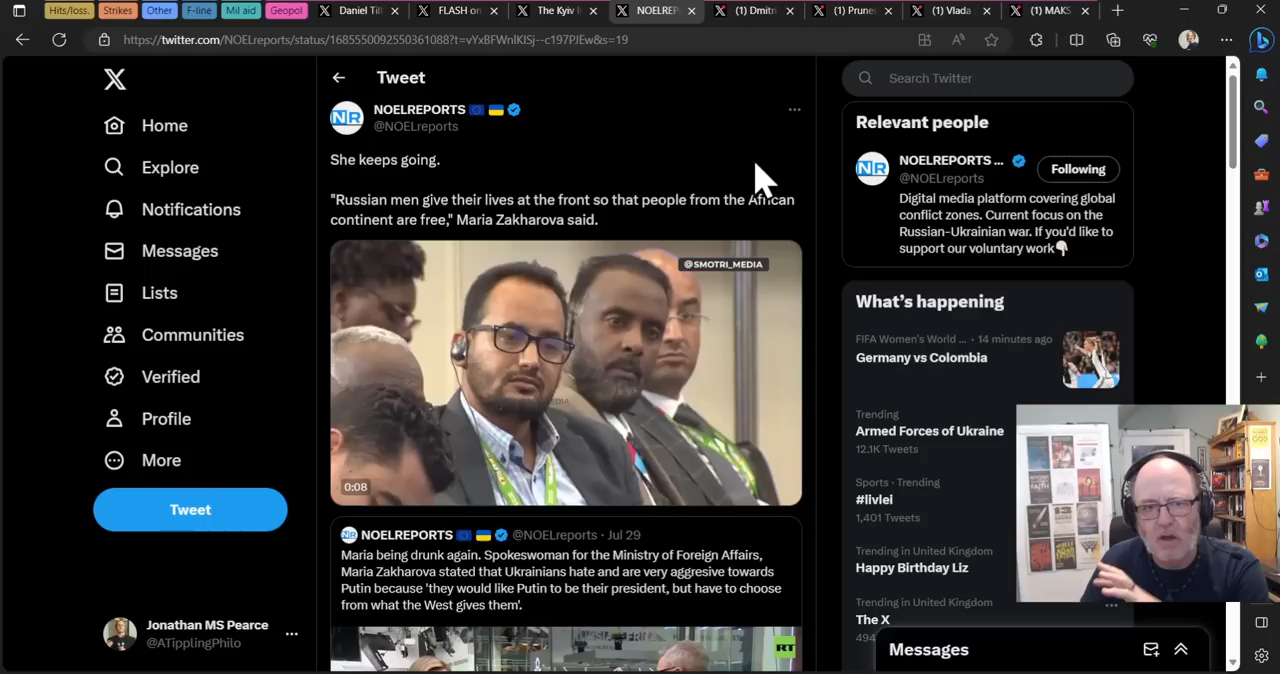 Hits/loss.
Strikes
Other
F-line
Mil aid
Geopol
Daniel Til
FLASH on
The Kyiv I
NOELREP
(1) Dmitri
(1) Prune
(1) Vlada
(1) MAKS
https://twitter.com/NOELreports/status/1685550092550361088?t=vYxBFWnlKISj--c197PJEw&s=19
Home
Explore
Notifications
Messages
Lists
Communities
Verified
Profile
More
Tweet
Jonathan MS Pearce
@ATipplingPhilo
Tweet
NR
NOELREPORTS
@NOELreports
She keeps going.
"Russian men give their lives at the front so that people from the African
continent are free," Maria Zakharova said.
@SMOTRI_MEDIA
0:08
NOELREPORTS @NOELreports · Jul 29
Maria being drunk again. Spokeswoman for the Ministry of Foreign Affairs,
Maria Zakharova stated that Ukrainians hate and are very aggresive towards
Putin because 'they would like Putin to be their president, but have to choose
from what the West gives them'.
RT
Search Twitter
Relevant people
NR
NOELREPORTS ...
@NOELreports
Following
Digital media platform covering global
conflict zones. Current focus on the
Russian-Ukrainian war. If you'd like to
support our voluntary work
What's happening
FIFA Women's World ... · 14 minutes ago
Germany vs Colombia
Trending
Armed Forces of Ukraine
12.1K Tweets
Sports · Trending
#livlei
1,401 Tweets
Trending in United Kingdom
Happy Birthday Liz
Trending in United Kingdom
The X
494
Messages